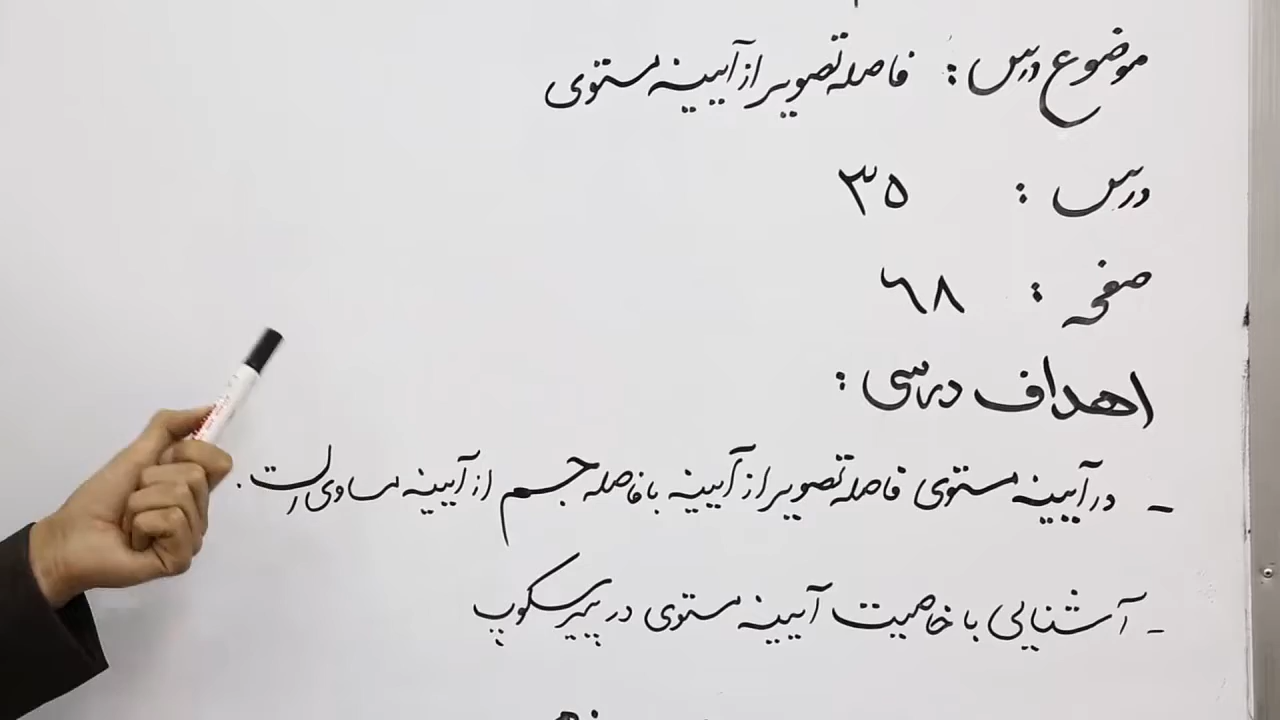 موضوع درس : فاصله تصویر از آیینه مستوی
درس : ۳۵
صفحه : ۶۸
اهداف درسی :
- در آیینه مستوی فاصله تصویر از آیینه با فاصله جسم از آیینه مساوی است.
- آشنایی با خاصیت آیینه مستوی در پیرسکوپ